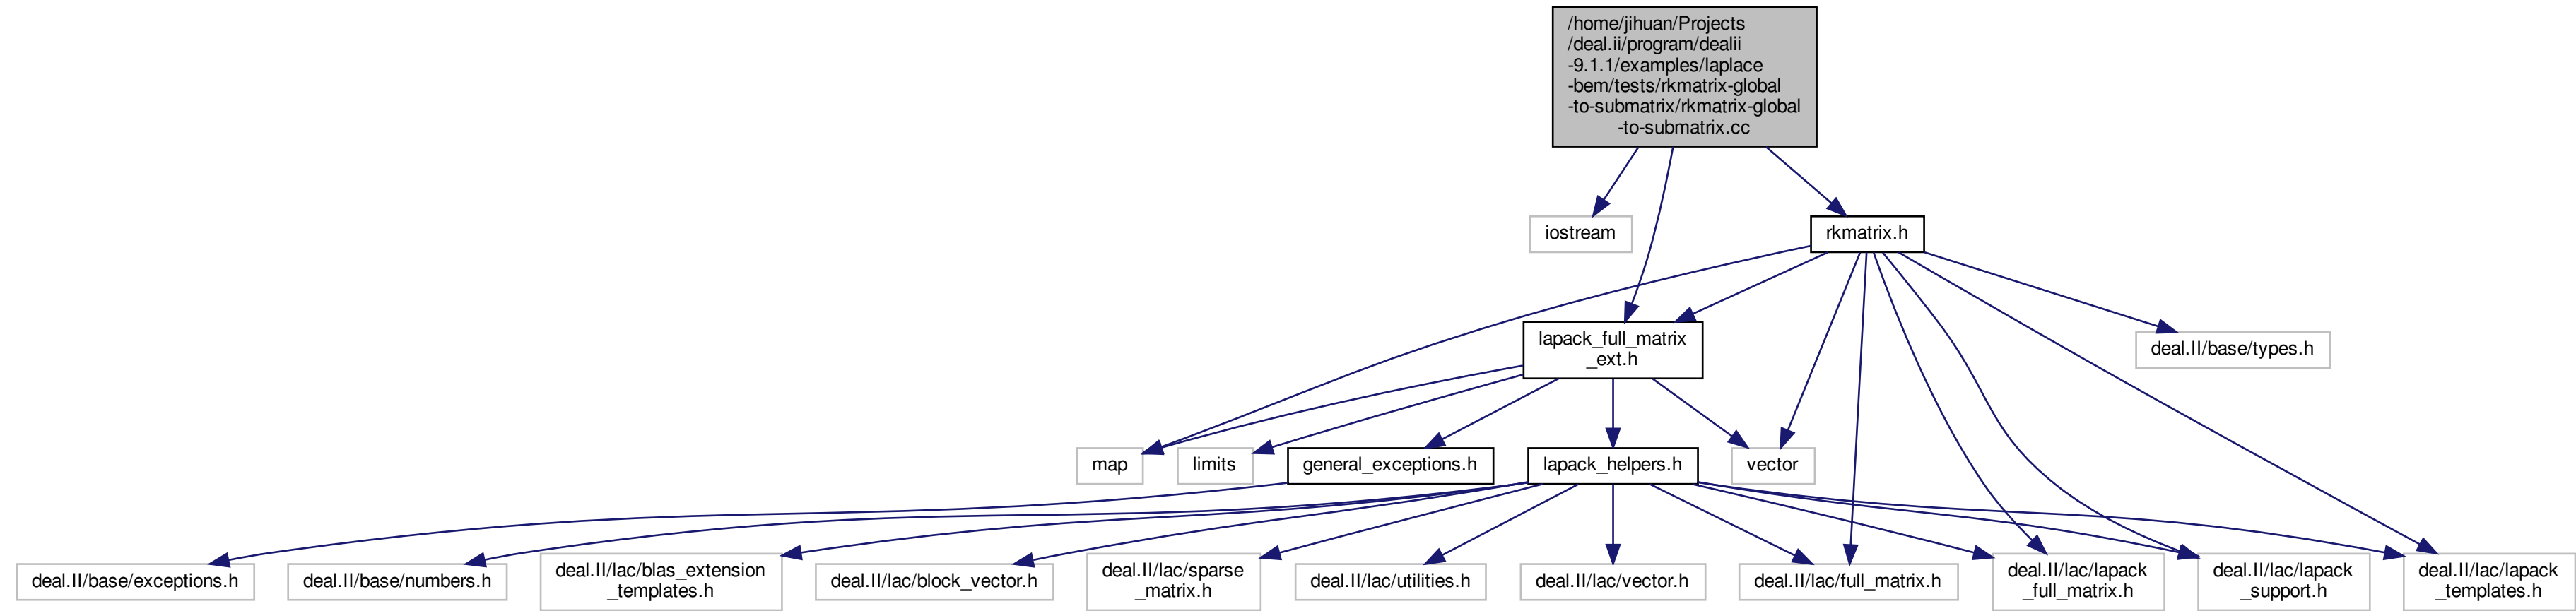 /home/jihuan/Projects
/deal.ii/program/dealii
-9.1.1/examples/laplace
-bem/tests/rkmatrix-global
-to-submatrix/rkmatrix-global
-to-submatrix.cc
iostream
rkmatrix.h
lapack_full_matrix
_ext.h
deal.II/base/types.h
map
limits
general_exceptions.h
lapack_helpers.h
vector
deal.II/base/exceptions.h
deal.II/base/numbers.h
deal.II/lac/blas_extension
_templates.h
deal.II/lac/block_vector.h
deal.II/lac/sparse
_matrix.h
deal.II/lac/utilities.h
deal.II/lac/vector.h
deal.II/lac/full_matrix.h
deal.II/lac/lapack
_full_matrix.h
deal.II/lac/lapack
_support.h
deal.II/lac/lapack
_templates.h